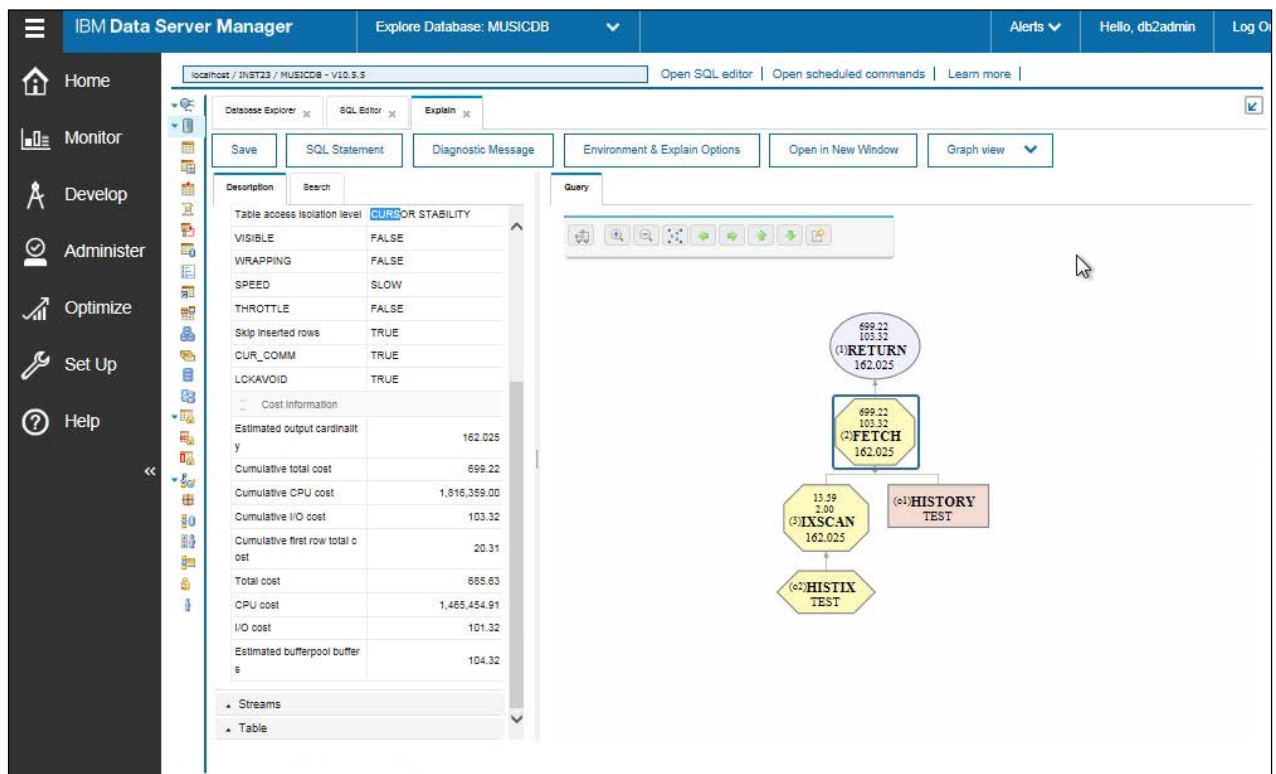 IBM Data Server Manager
Explore Database: MUSICDB
Alerts
Hello, db2admin
Log O
Home
Monitor
Develop
Administer
Optimize
Set Up
Help
«
localhost / INST23 / MUSICDB - V10.5.5
Open SQL editor | Open scheduled commands | Learn more |
Database Explorer x
SQL Editor x
Explain x
Save
SQL Statement
Diagnostic Message
Environment & Explain Options
Open in New Window
Graph view
Description
Search
Query
Table access isolation level CURSOR STABILITY
VISIBLE FALSE
WRAPPING FALSE
SPEED SLOW
THROTTLE FALSE
Skip Inserted rows TRUE
CUR_COMM TRUE
LCKAVOID TRUE
Cost Information
Estimated output cardinalit
y 162.025
Cumulative total cost 699.22
Cumulative CPU cost 1,816,359.00
Cumulative I/O cost 103.32
Cumulative first row total c
ost 20.31
Total cost 685.63
CPU cost 1,465,454.91
I/O cost 101.32
Estimated bufferpool buffer
s 104.32
Streams
Table
699.22
103.32
(1)RETURN
162.025
699.22
103.32
(2)FETCH
162.025
13.59
2.00
(3)IXSCAN
162.025
(o1)HISTORY
TEST
(o2)HISTIX
TEST